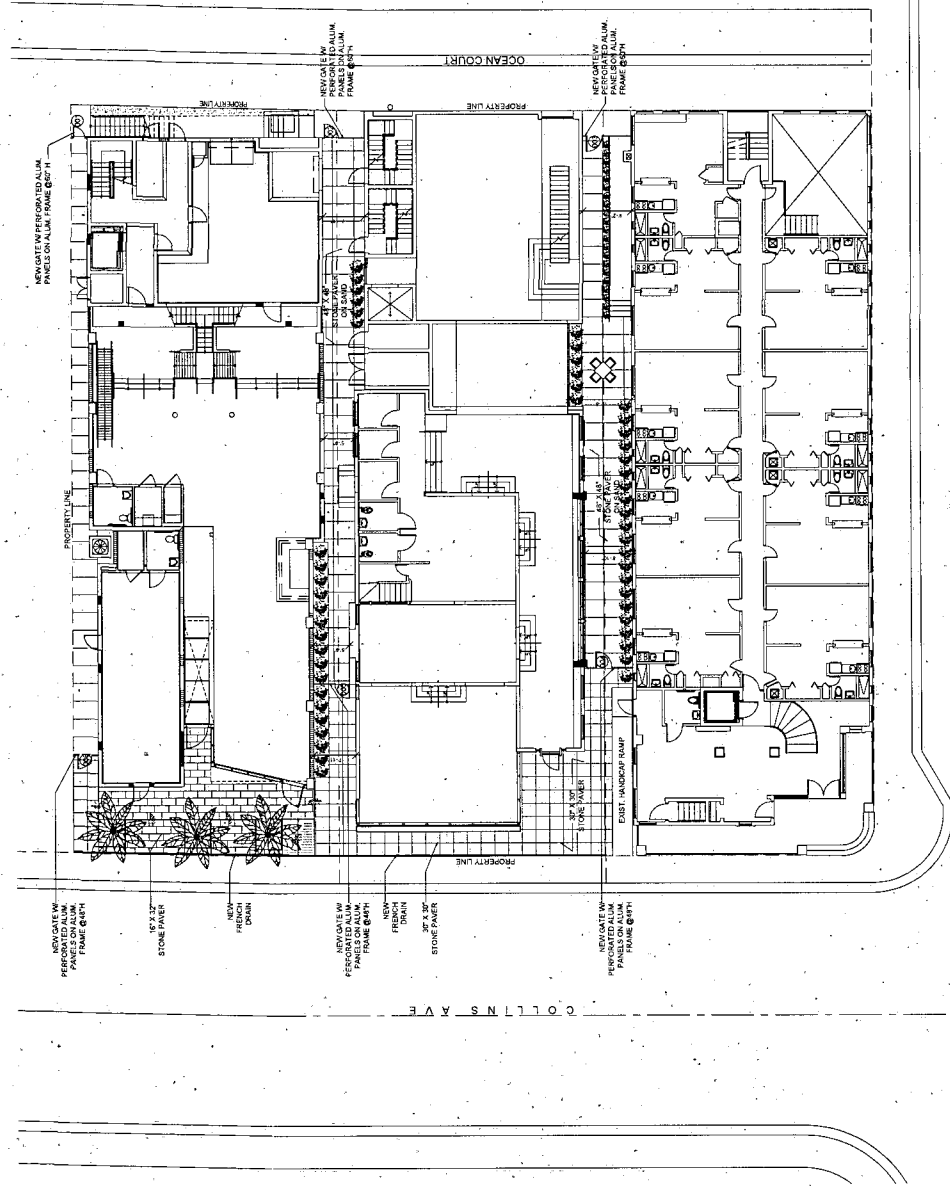 NEW GATE W/
PERFORATED ALUM.
PANELS ON ALUM.
FRAME @60"H
OCEAN COURT
NEW GATE W/
PERFORATED ALUM.
PANELS ON ALUM.
FRAME @60"H
PROPERTY LINE
PROPERTY LINE
NEW GATE W/ PERFORATED ALUM.
PANELS ON ALUM. FRAME @60" H
48" X 48"
STONE PAVER
ON SAND
PROPERTY LINE
48" X 48"
STONE PAVER
ON SAND
EXIST. HANDICAP RAMP
30" X 30"
STONE PAVER
PROPERTY LINE
NEW GATE W/
PERFORATED ALUM.
PANELS ON ALUM.
FRAME @48"H
16" X 32"
STONE PAVER
NEW
FRENCH
DRAIN
NEW GATE W/
PERFORATED ALUM.
PANELS ON ALUM.
FRAME @48"H
NEW
FRENCH
DRAIN
30" X 30"
STONE PAVER
NEW GATE W/
PERFORATED ALUM.
PANELS ON ALUM.
FRAME @48"H
COLLINS AVE